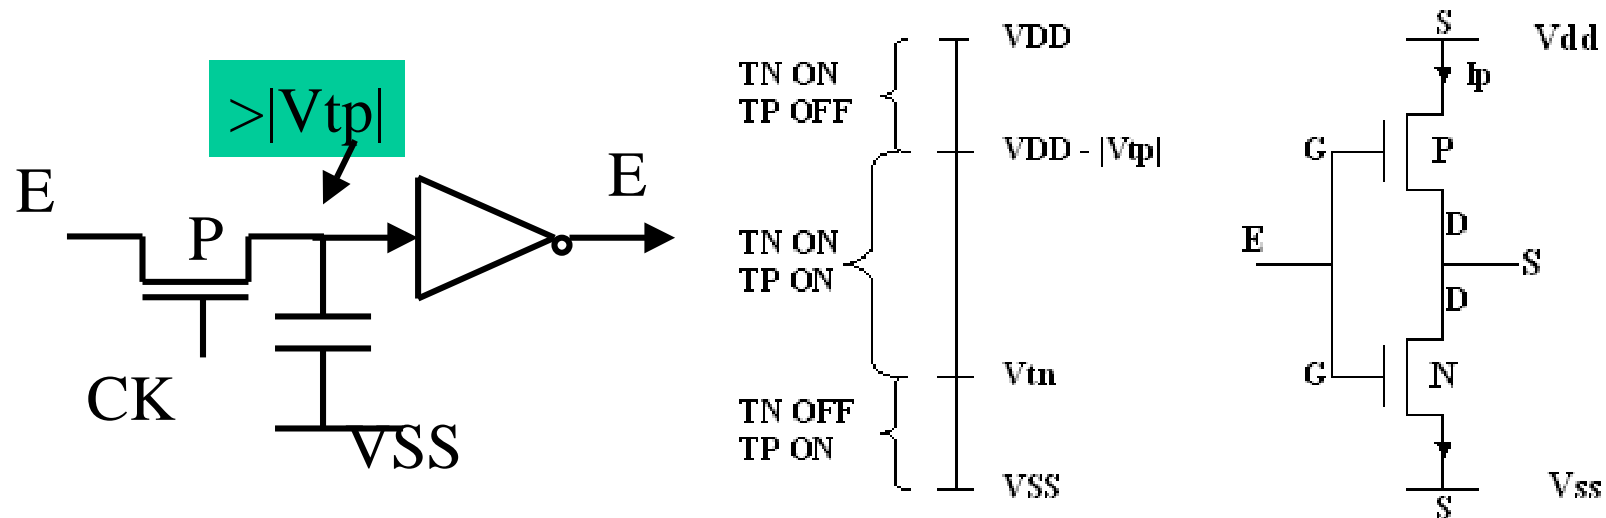 >|Vtp|
E
P
E
CK
VSS
VDD
TN ON
TP OFF
VDD - |Vtp|
TN ON
TP ON
Vtn
TN OFF
TP ON
VSS
S
Vdd
Ip
G
P
D
E
S
D
G
N
Vss
S